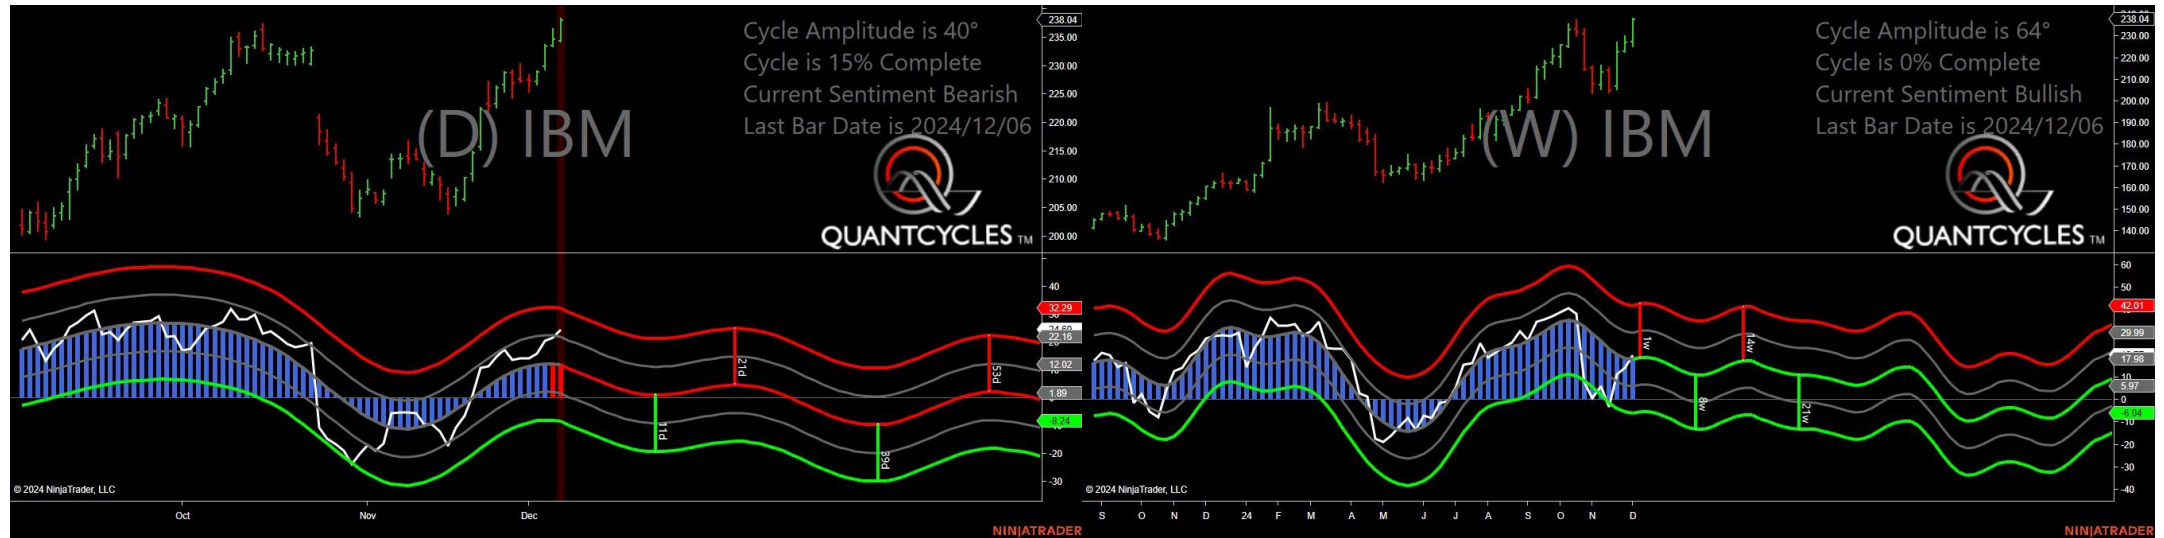 Cycle Amplitude is 40°
Cycle is 15% Complete
Current Sentiment Bearish
Last Bar Date is 2024/12/06
(D) IBM
QUANTCYCLES TM
238.04
235.00
230.00
225.00
220.00
215.00
210.00
205.00
200.00
40
32.29
22.16
12.02
1.89
-8.24
-20
-30
11d
21d
39d
53d
© 2024 NinjaTrader, LLC
Oct
Nov
Dec
NINJATRADER
Cycle Amplitude is 64°
Cycle is 0% Complete
Current Sentiment Bullish
Last Bar Date is 2024/12/06
(W) IBM
QUANTCYCLES TM
238.04
230.00
220.00
210.00
200.00
190.00
180.00
170.00
160.00
150.00
140.00
60
50
42.01
29.99
17.98
10
5.97
0
-6.04
-10
-20
-30
-40
1w
8w
14w
21w
© 2024 NinjaTrader, LLC
S O N D 24 F M A M J J A S O N D
NINJATRADER